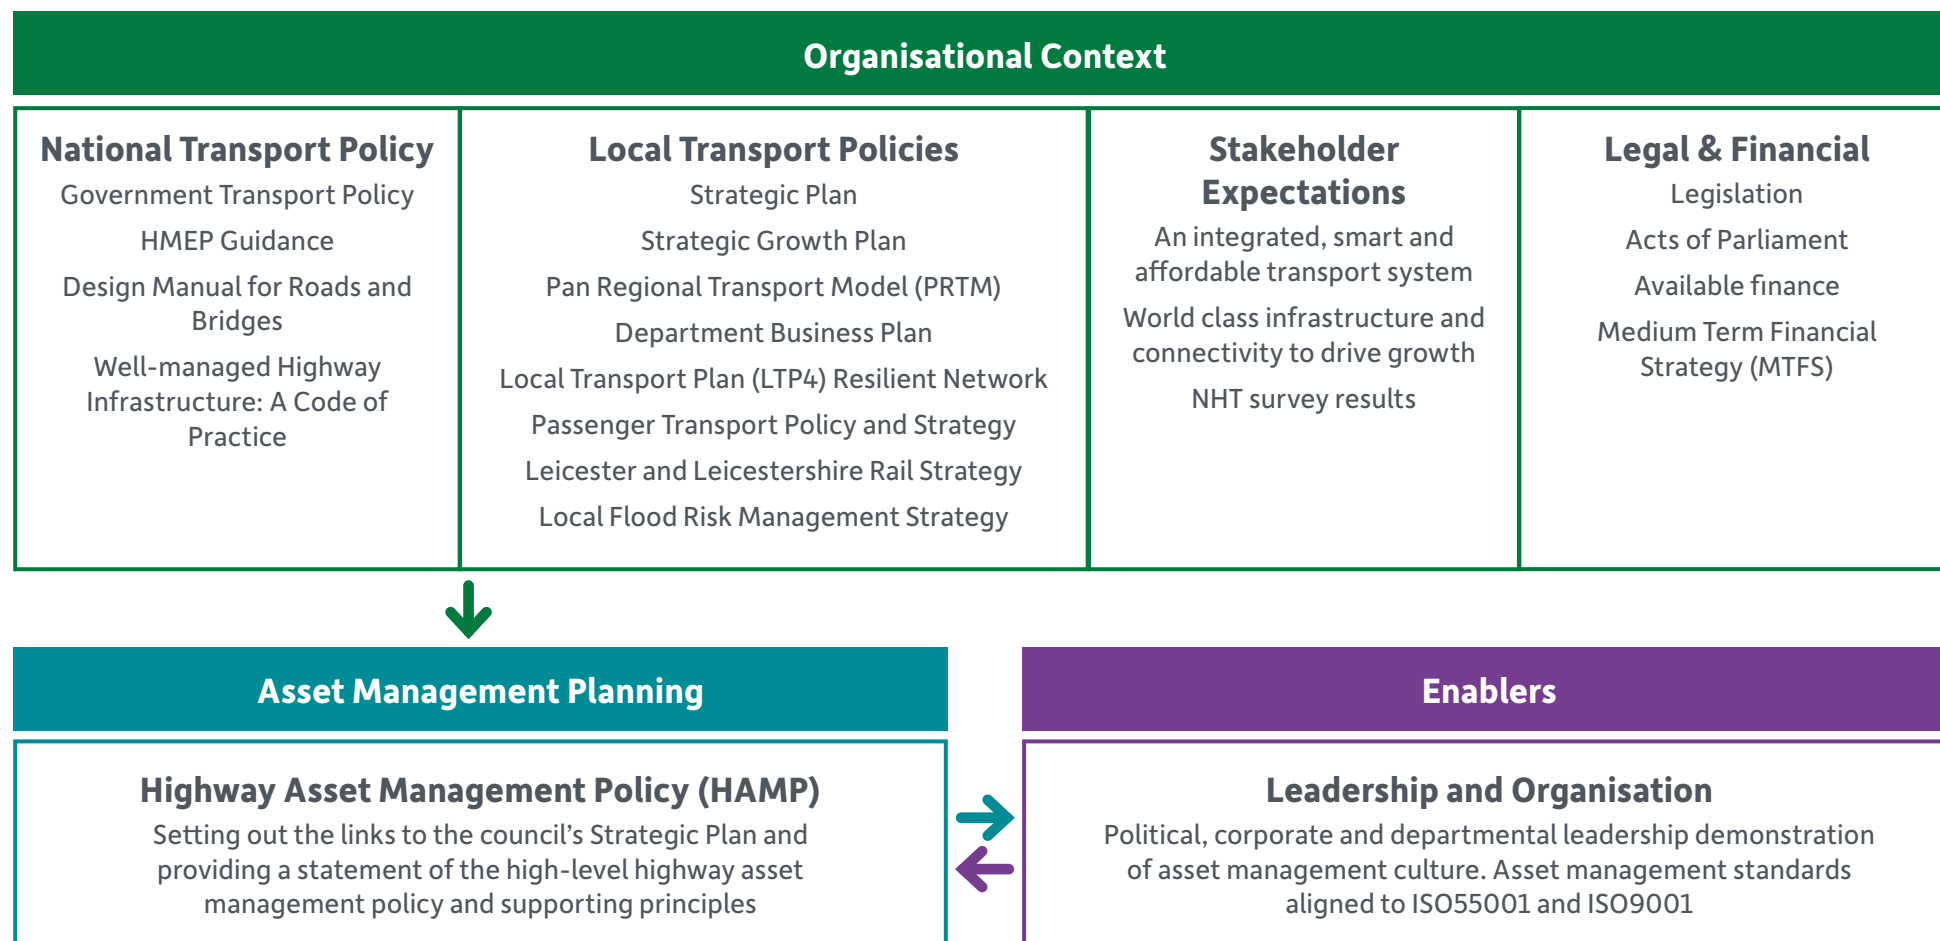 Organisational Context
National Transport Policy
Government Transport Policy
HMEP Guidance
Design Manual for Roads and
Bridges
Well-managed Highway
Infrastructure: A Code of
Practice
Local Transport Policies
Strategic Plan
Strategic Growth Plan
Pan Regional Transport Model (PRTM)
Department Business Plan
Local Transport Plan (LTP4) Resilient Network
Passenger Transport Policy and Strategy
Leicester and Leicestershire Rail Strategy
Local Flood Risk Management Strategy
Stakeholder
Expectations
An integrated, smart and
affordable transport system
World class infrastructure and
connectivity to drive growth
NHT survey results
Legal & Financial
Legislation
Acts of Parliament
Available finance
Medium Term Financial
Strategy (MTFS)
Asset Management Planning
Highway Asset Management Policy (HAMP)
Setting out the links to the council’s Strategic Plan and
providing a statement of the high-level highway asset
management policy and supporting principles
Enablers
Leadership and Organisation
Political, corporate and departmental leadership demonstration
of asset management culture. Asset management standards
aligned to ISO55001 and ISO9001